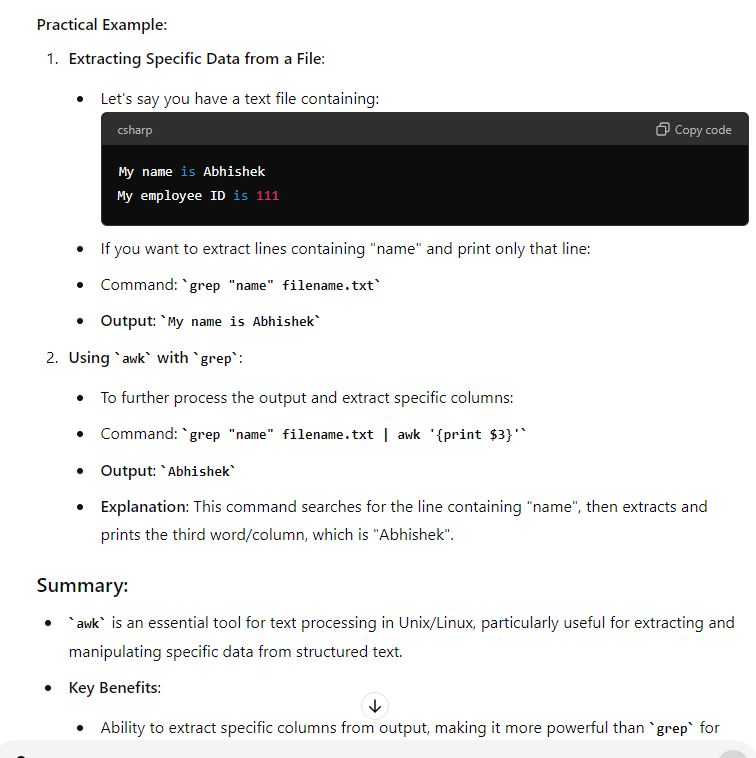 Practical Example:
1. Extracting Specific Data from a File:
• Let's say you have a text file containing:
csharp Copy code
My name is Abhishek
My employee ID is 111
• If you want to extract lines containing "name" and print only that line:
• Command: `grep "name" filename.txt`
• Output: `My name is Abhishek`
2. Using `awk` with `grep`:
• To further process the output and extract specific columns:
• Command: `grep "name" filename.txt | awk '{print $3}'`
• Output: `Abhishek`
• Explanation: This command searches for the line containing "name", then extracts and
prints the third word/column, which is "Abhishek".
Summary:
• `awk` is an essential tool for text processing in Unix/Linux, particularly useful for extracting and
manipulating specific data from structured text.
• Key Benefits:
• Ability to extract specific columns from output, making it more powerful than `grep` for